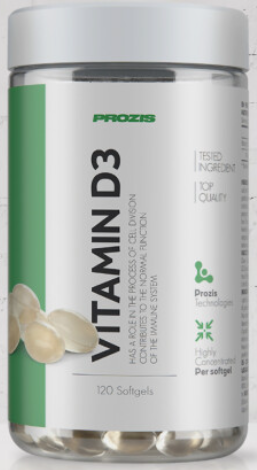 PROZIS
VITAMIN D3
HAS A ROLE IN THE PROCESS OF CELL DIVISION
CONTRIBUTES TO THE NORMAL FUNCTION
OF THE IMMUNE SYSTEM
120 Softgels
TESTED
INGREDIENT
TOP
QUALITY
Prozis
Technologies
Highly
Concentrated
Per softgel